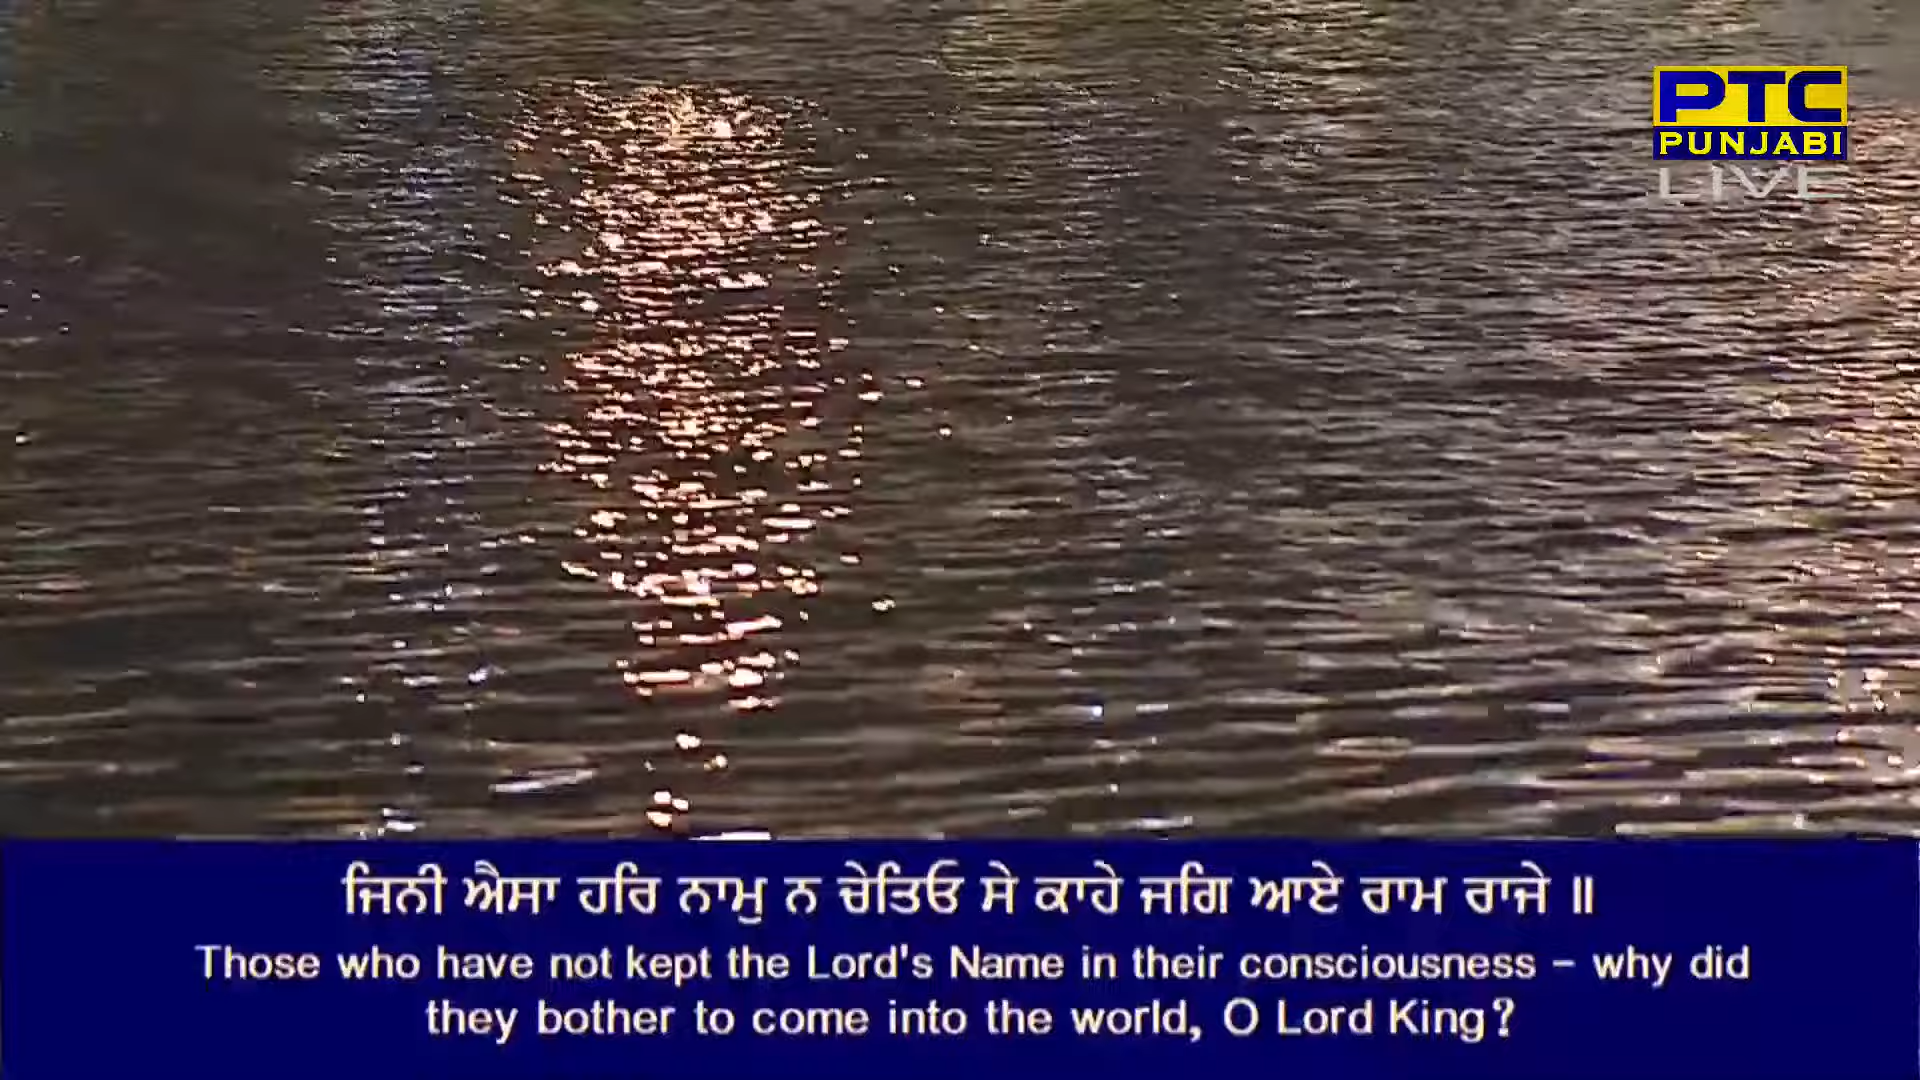 PTC
PUNJABI
LIVE
ਜਿਨੀ ਐਸਾ ਹਰਿ ਨਾਮੁ ਨ ਚੇਤਿਓ ਸੇ ਕਾਹੇ ਜਗਿ ਆਏ ਰਾਮ ਰਾਜੇ ॥
Those who have not kept the Lord's Name in their consciousness – why did
they bother to come into the world, O Lord King?